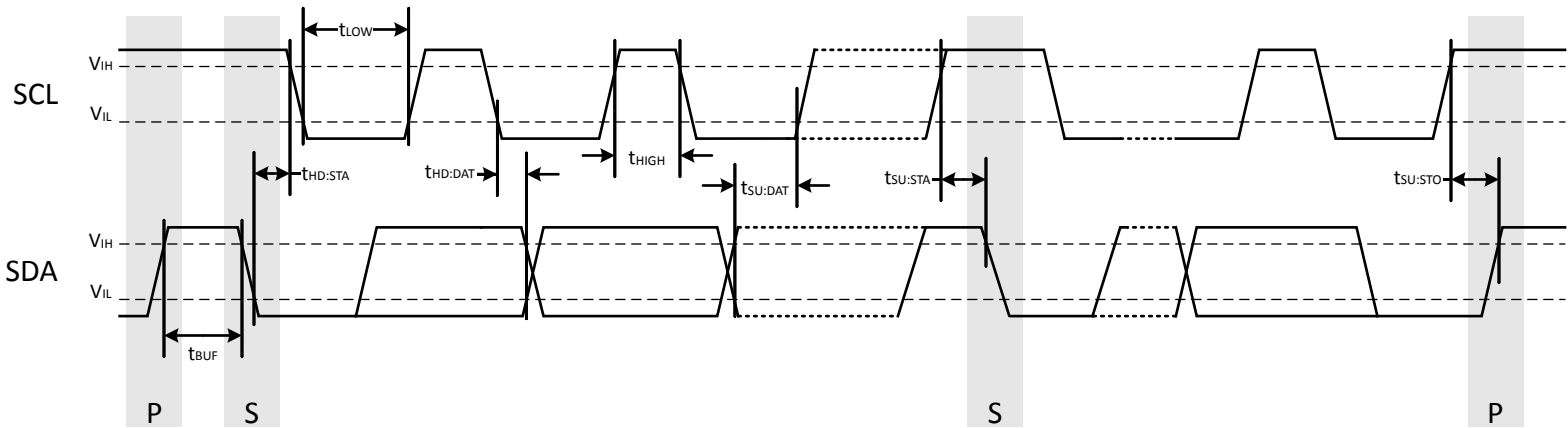 tLOW
VIH
SCL
VIL
tHD:STA
tHD:DAT
tHIGH
tSU:DAT
tSU:STA
tSU:STO
VIH
SDA
VIL
tBUF
P
S
S
P